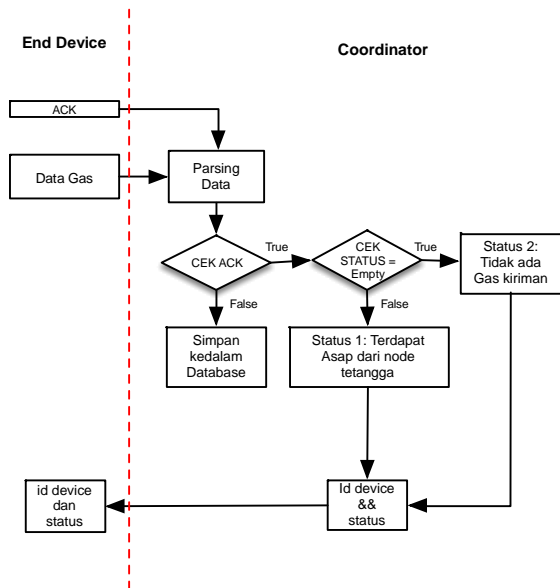 End Device
Coordinator
ACK
Data Gas
Parsing
Data
CEK ACK
True
CEK
STATUS =
Empty
True
Status 2:
Tidak ada
Gas kiriman
False
False
Simpan
kedalam
Database
Status 1: Terdapat
Asap dari node
tetangga
id device
dan
status
Id device
&&
status